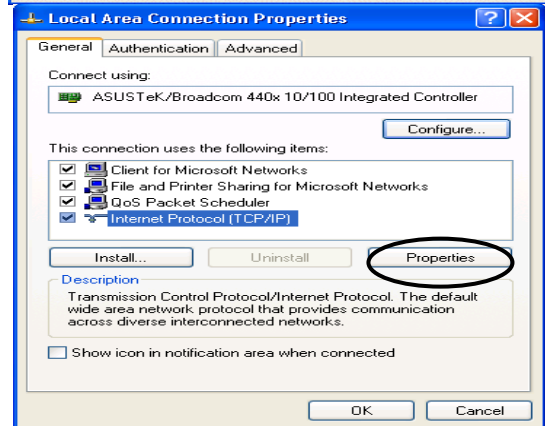 Local Area Connection Properties
General Authentication Advanced
Connect using:
ASUSTeK/Broadcom 440x 10/100 Integrated Controller
Configure...
This connection uses the following items:
Client for Microsoft Networks
File and Printer Sharing for Microsoft Networks
QoS Packet Scheduler
Internet Protocol (TCP/IP)
Install... Uninstall Properties
Description
Transmission Control Protocol/Internet Protocol. The default
wide area network protocol that provides communication
across diverse interconnected networks.
Show icon in notification area when connected
OK Cancel